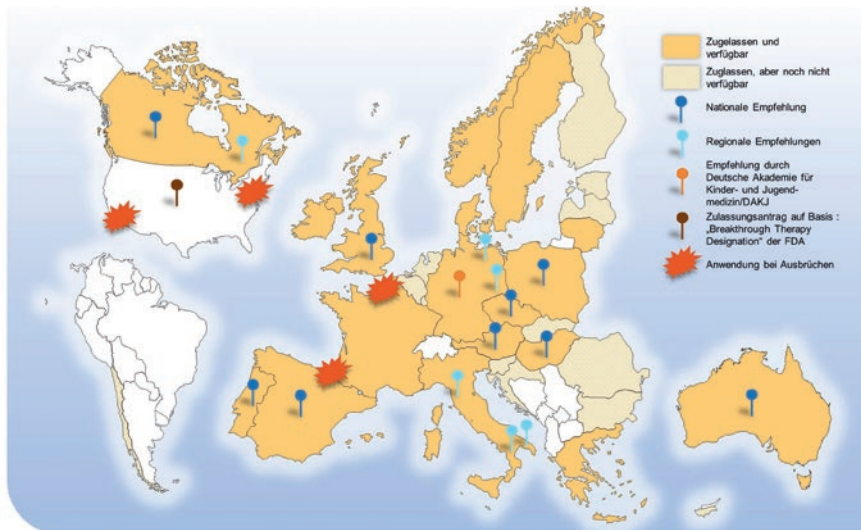 Zugelassen und
verfügbar
Zuglassen, aber noch nicht
verfügbar
Nationale Empfehlung
Regionale Empfehlungen
Empfehlung durch
Deutsche Akademie für
Kinder- und Jugend-
medizin/DAKJ
Zulassungsantrag auf Basis :
„Breakthrough Therapy
Designation“ der FDA
Anwendung bei Ausbrüchen